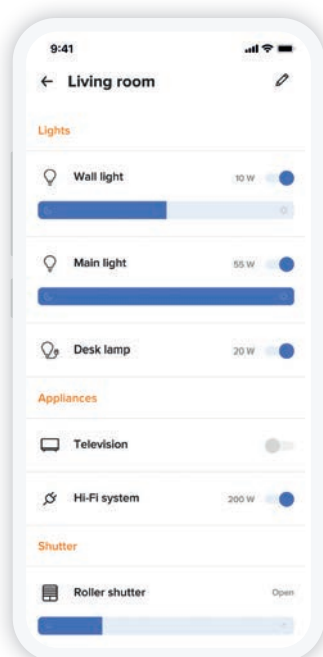 9:41
Living room
Lights
Wall light 10 W
Main light 55 W
Desk lamp 20 W
Appliances
Television
Hi-Fi system 200 W
Shutter
Roller shutter Open